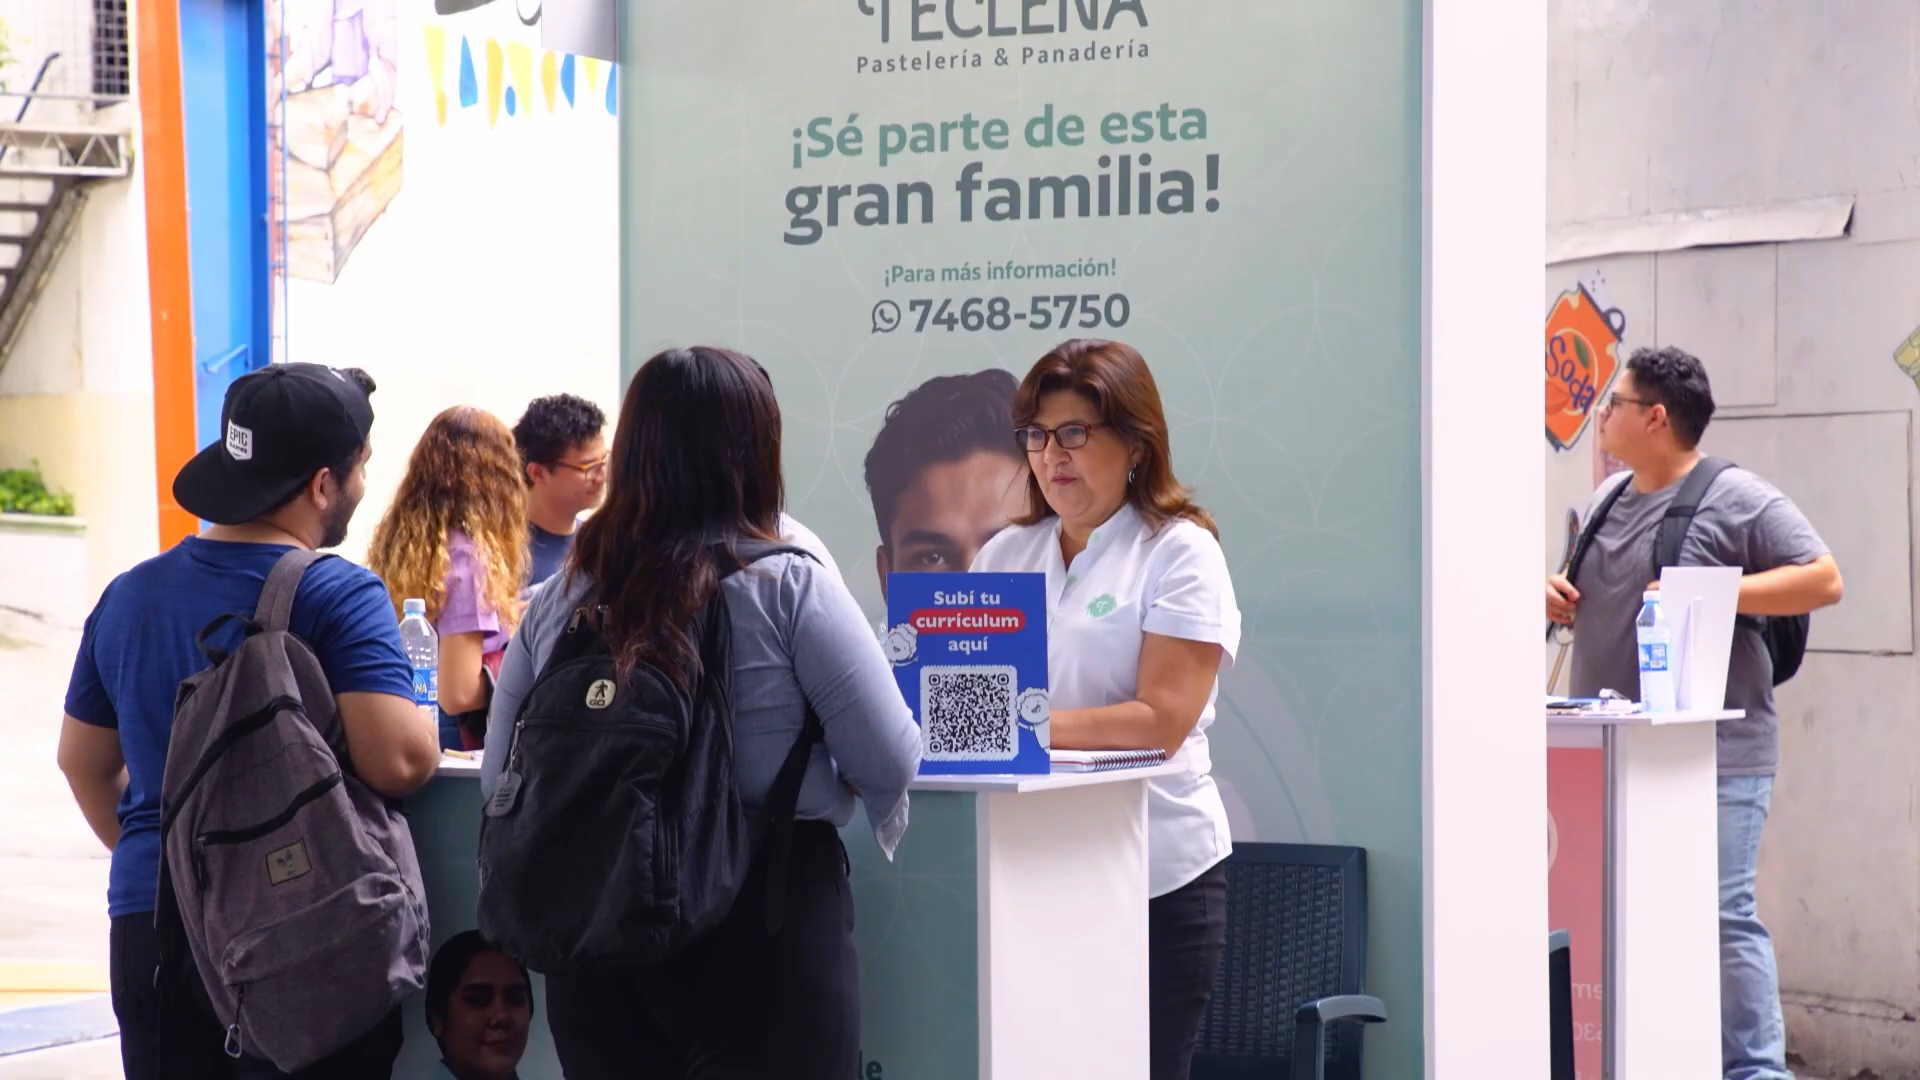 TECLEÑA
Pastelería & Panadería
¡Sé parte de esta
gran familia!
¡Para más información!
7468-5750
EPIC
GAMES
Subí tu
currículum
aquí
GO
Soda